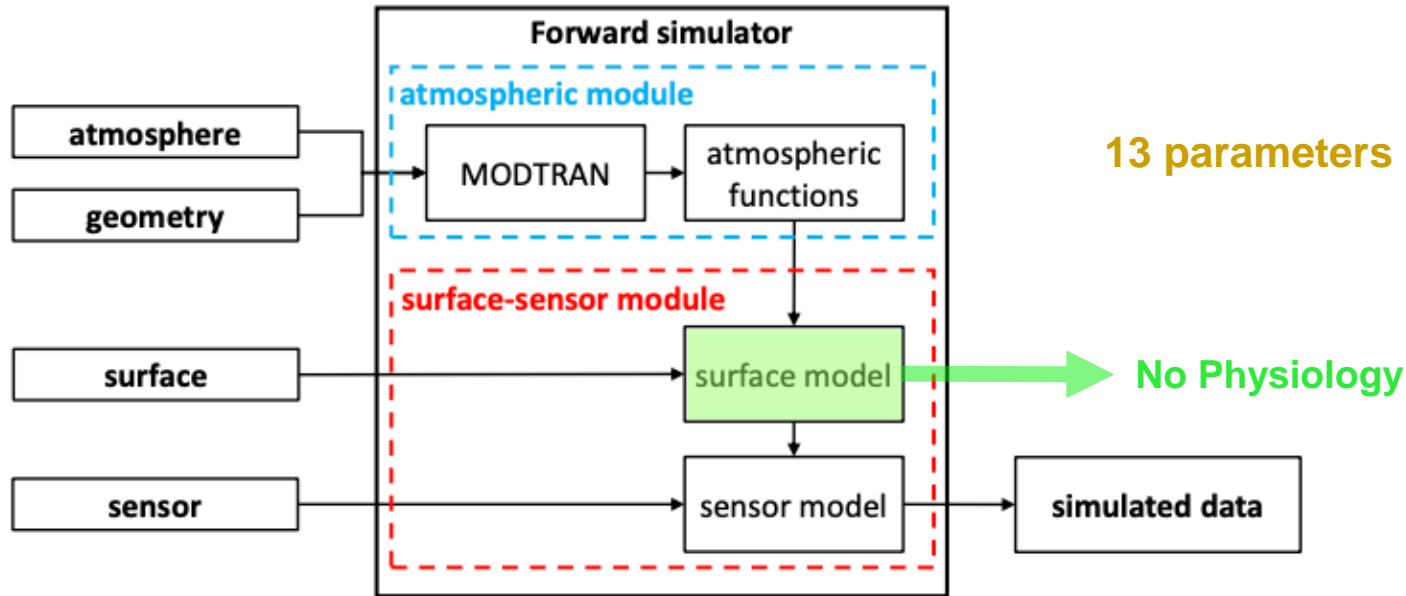 Forward simulator
atmospheric module
atmosphere
geometry
MODTRAN
atmospheric
functions
13 parameters
surface-sensor module
surface
surface model
No Physiology
sensor
sensor model
simulated data